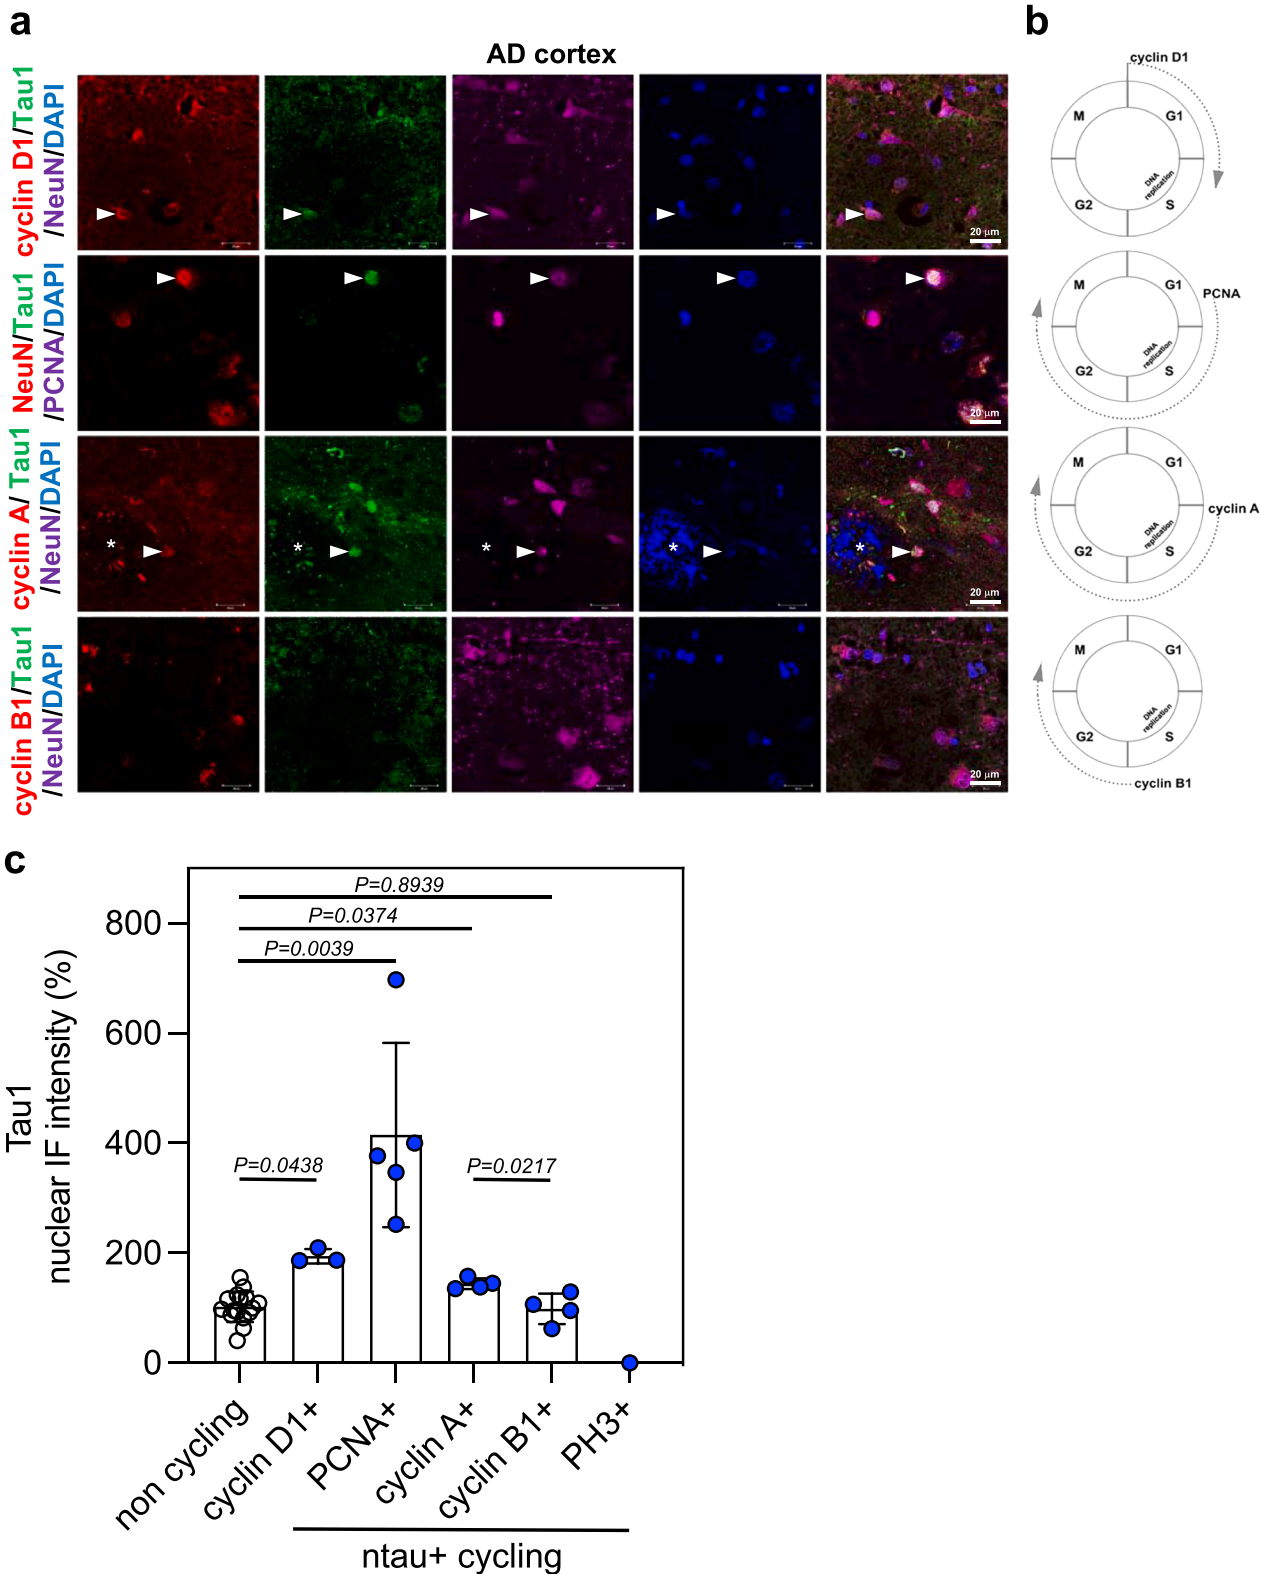 a
b
AD cortex
cyclin D1/Tau1
/NeuN/DAPI
20 µm
NeuN/Tau1
/PCNA/DAPI
20 µm
cyclin A/ Tau1
/NeuN/DAPI
*
*
*
*
*
20 µm
cyclin B1/Tau1
/NeuN/DAPI
20 µm
cyclin D1
M
G1
DNA
replication
G2
S
M
G1
PCNA
DNA
replication
G2
S
M
G1
cyclin A
DNA
replication
G2
S
M
G1
DNA
replication
G2
S
cyclin B1
c
Tau1
nuclear IF intensity (%)
800
600
400
200
0
P=0.8939
P=0.0374
P=0.0039
P=0.0438
P=0.0217
non cycling
cyclin D1+
PCNA+
cyclin A+
cyclin B1+
PH3+
ntau+ cycling